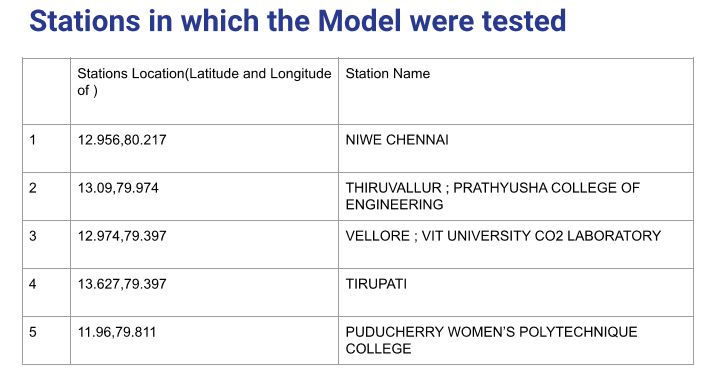 Stations in which the Model were tested
Stations Location(Latitude and Longitude
of )
Station Name
1
12.956,80.217
NIWE CHENNAI
2
13.09,79.974
THIRUVALLUR ; PRATHYUSHA COLLEGE OF
ENGINEERING
3
12.974,79.397
VELLORE ; VIT UNIVERSITY CO2 LABORATORY
4
13.627,79.397
TIRUPATI
5
11.96,79.811
PUDUCHERRY WOMEN'S POLYTECHNIQUE
COLLEGE